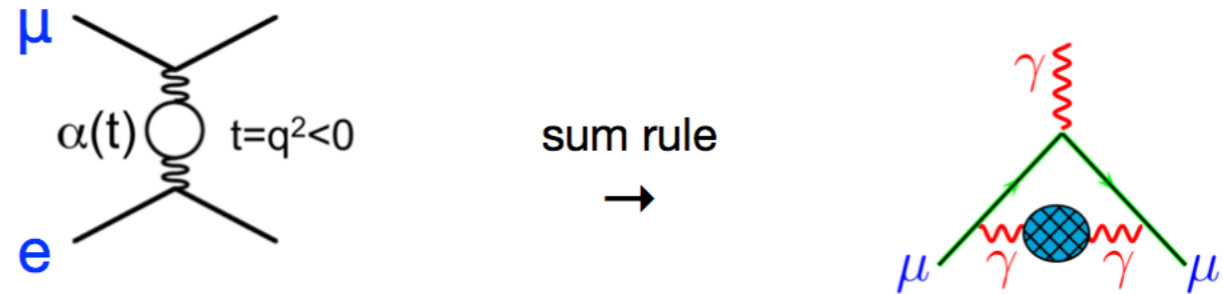 μ
α(t) t=q²<0
e
sum rule
→
γ
γ γ
μ μ